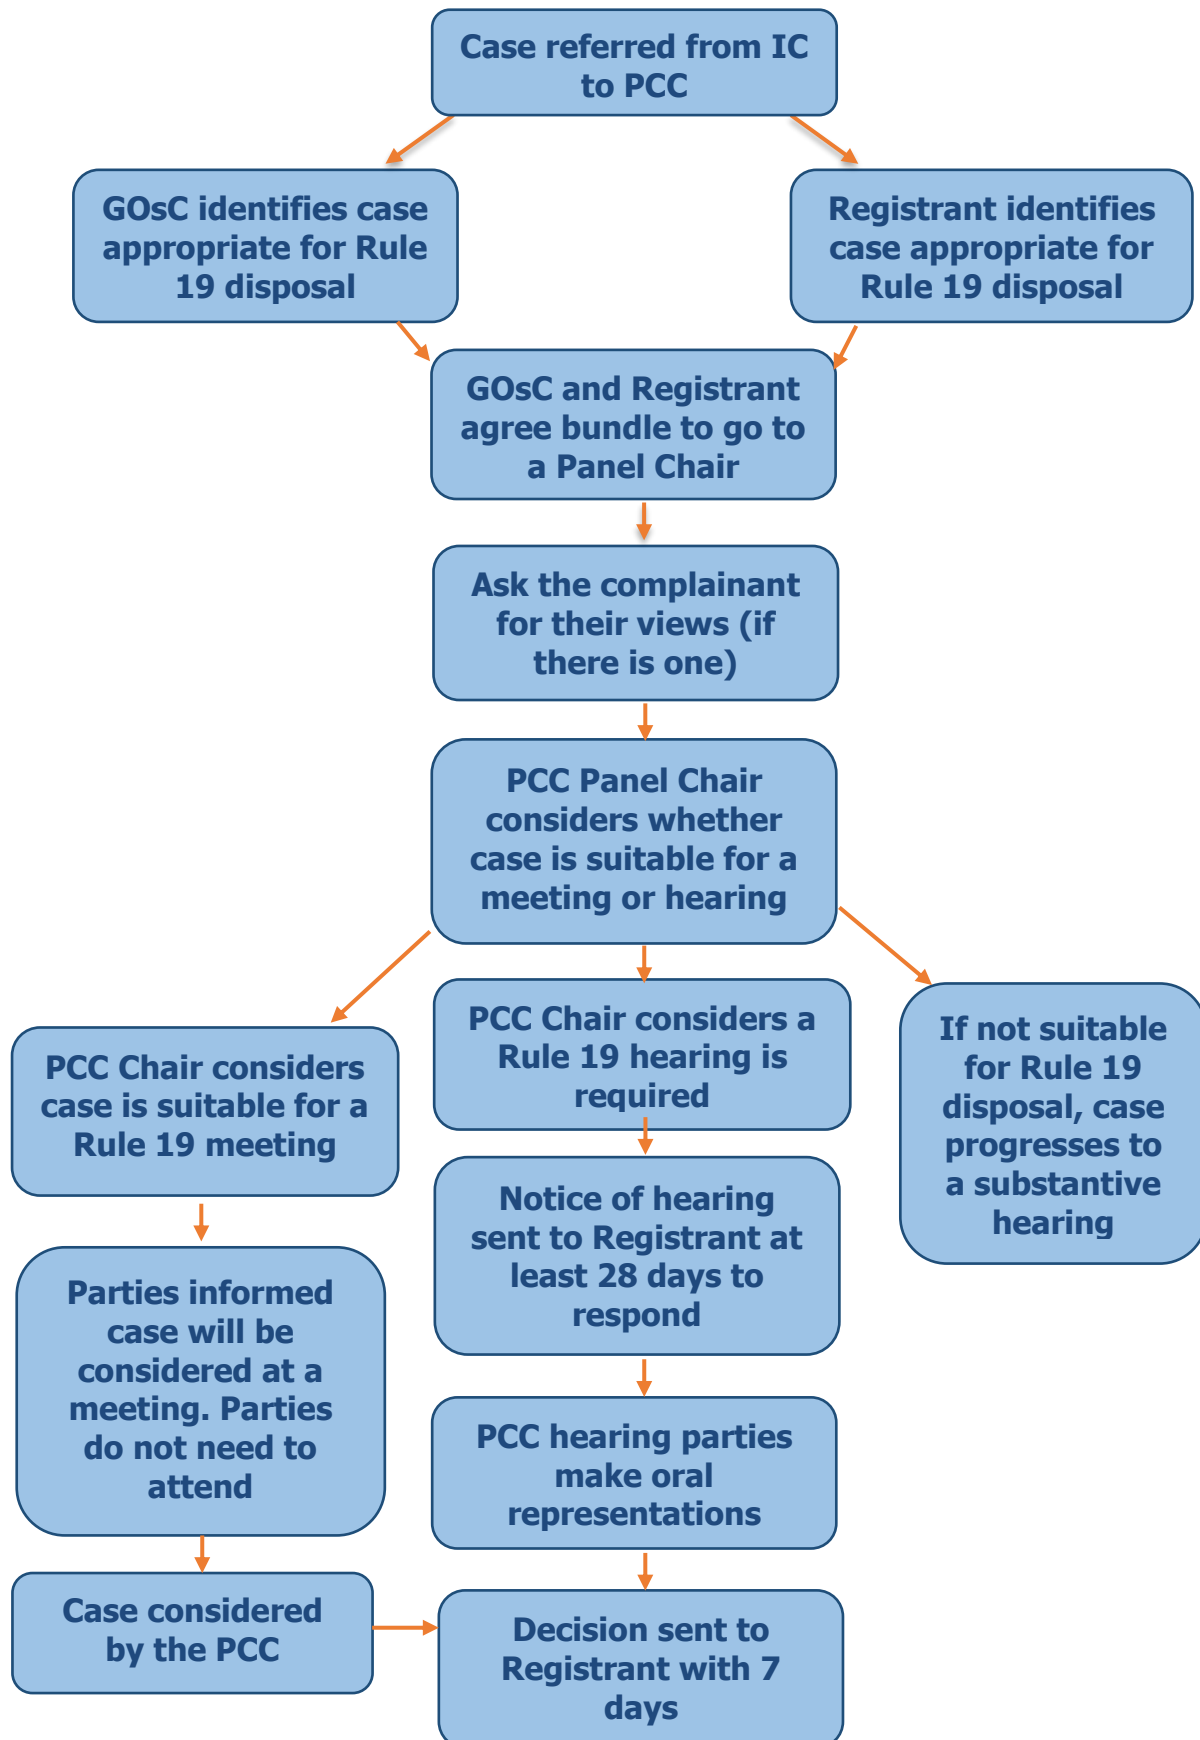 Case referred from IC
to PCC
GOsC identifies case
appropriate for Rule
19 disposal
Registrant identifies
case appropriate for
Rule 19 disposal
GOsC and Registrant
agree bundle to go to
a Panel Chair
Ask the complainant
for their views (if
there is one)
PCC Panel Chair
considers whether
case is suitable for a
meeting or hearing
PCC Chair considers
case is suitable for a
Rule 19 meeting
PCC Chair considers a
Rule 19 hearing is
required
If not suitable
for Rule 19
disposal, case
progresses to
a substantive
hearing
Parties informed
case will be
considered at a
meeting. Parties
do not need to
attend
Notice of hearing
sent to Registrant at
least 28 days to
respond
PCC hearing parties
make oral
representations
Case considered
by the PCC
Decision sent to
Registrant with 7
days